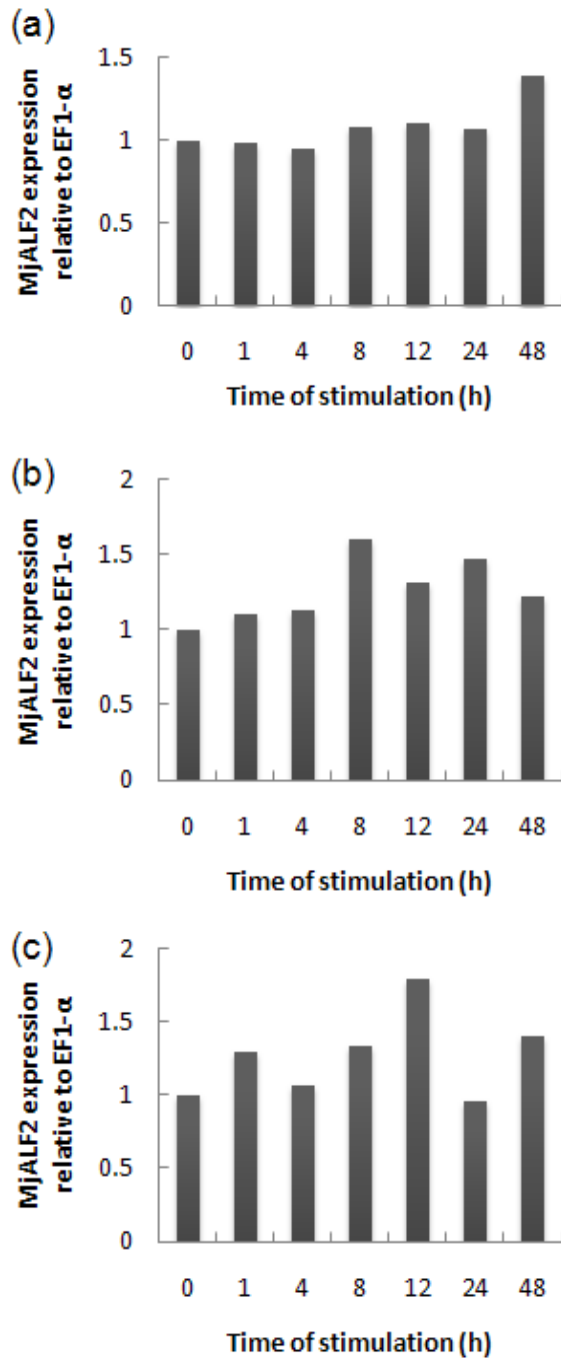 (a)
MjALF2 expression
relative to EF1-α
1.5
1
0.5
0
0 1 4 8 12 24 48
Time of stimulation (h)
(b)
MjALF2 expression
relative to EF1-α
2
1.5
1
0.5
0
0 1 4 8 12 24 48
Time of stimulation (h)
(c)
MjALF2 expression
relative to EF1-α
2
1.5
1
0.5
0
0 1 4 8 12 24 48
Time of stimulation (h)